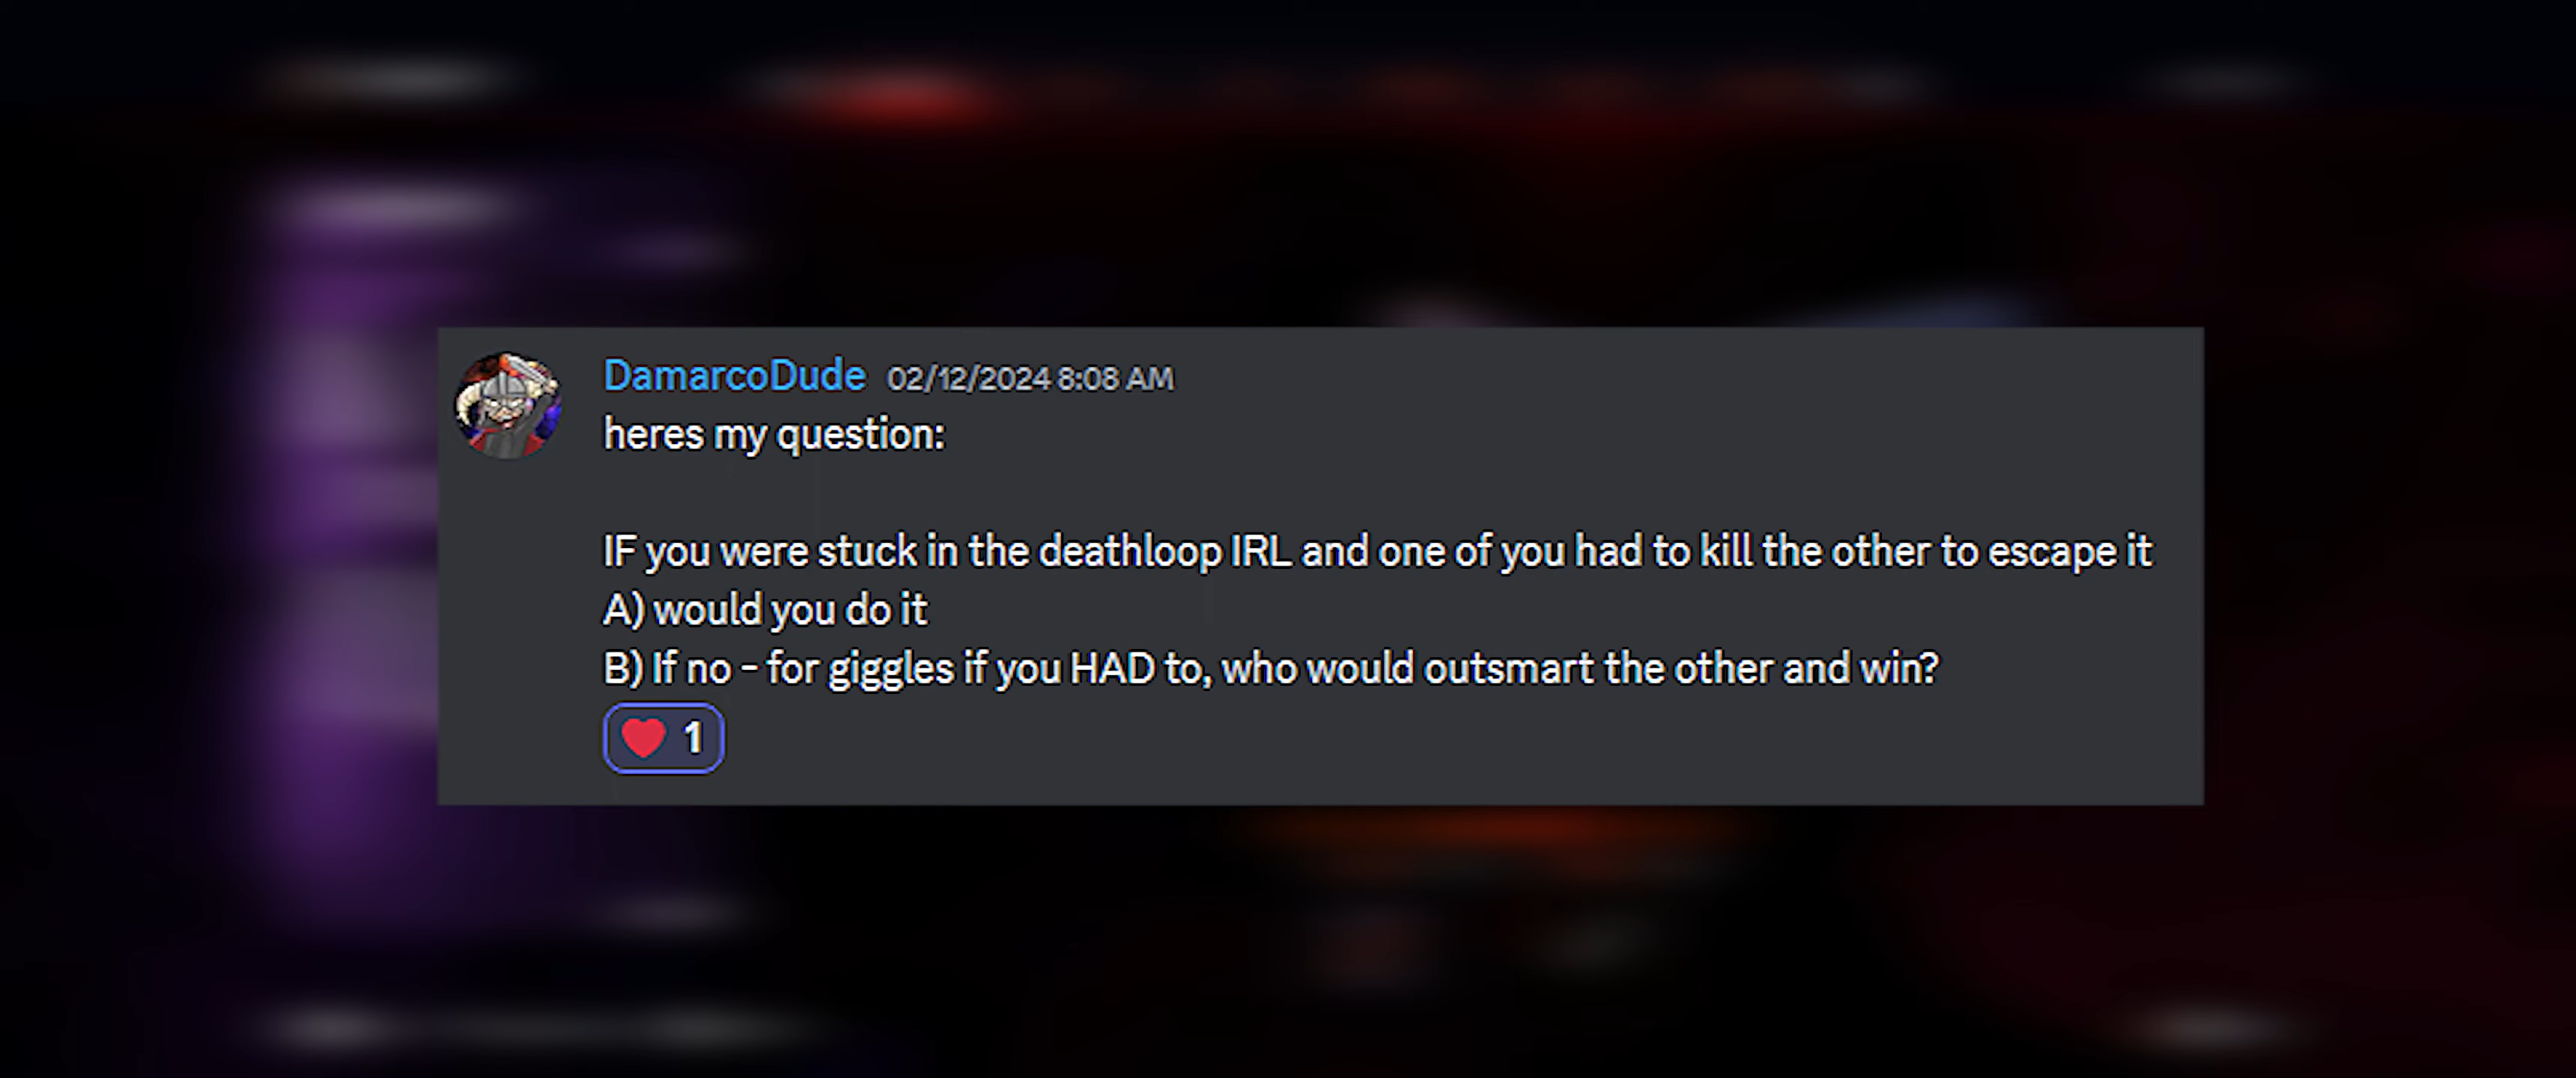 DamarcoDude 02/12/2024 8:08 AM
heres my question:
IF you were stuck in the deathloop IRL and one of you had to kill the other to escape it
A) would you do it
B) If no - for giggles if you HAD to, who would outsmart the other and win?
1